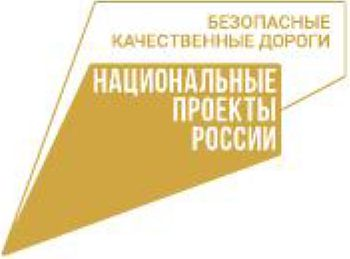 БЕЗОПАСНЫЕ
КАЧЕСТВЕННЫЕ ДОРОГИ
НАЦИОНАЛЬНЫЕ
ПРОЕКТЫ
РОССИИ